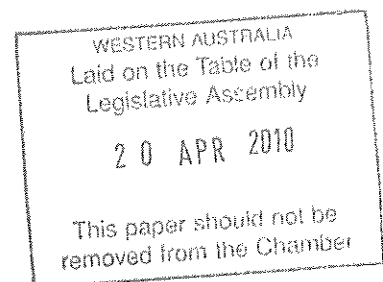 WESTERN AUSTRALIA
Laid on the Table of the
Legislative Assembly
20 APR 2010
This paper should not be
removed from the Chamber